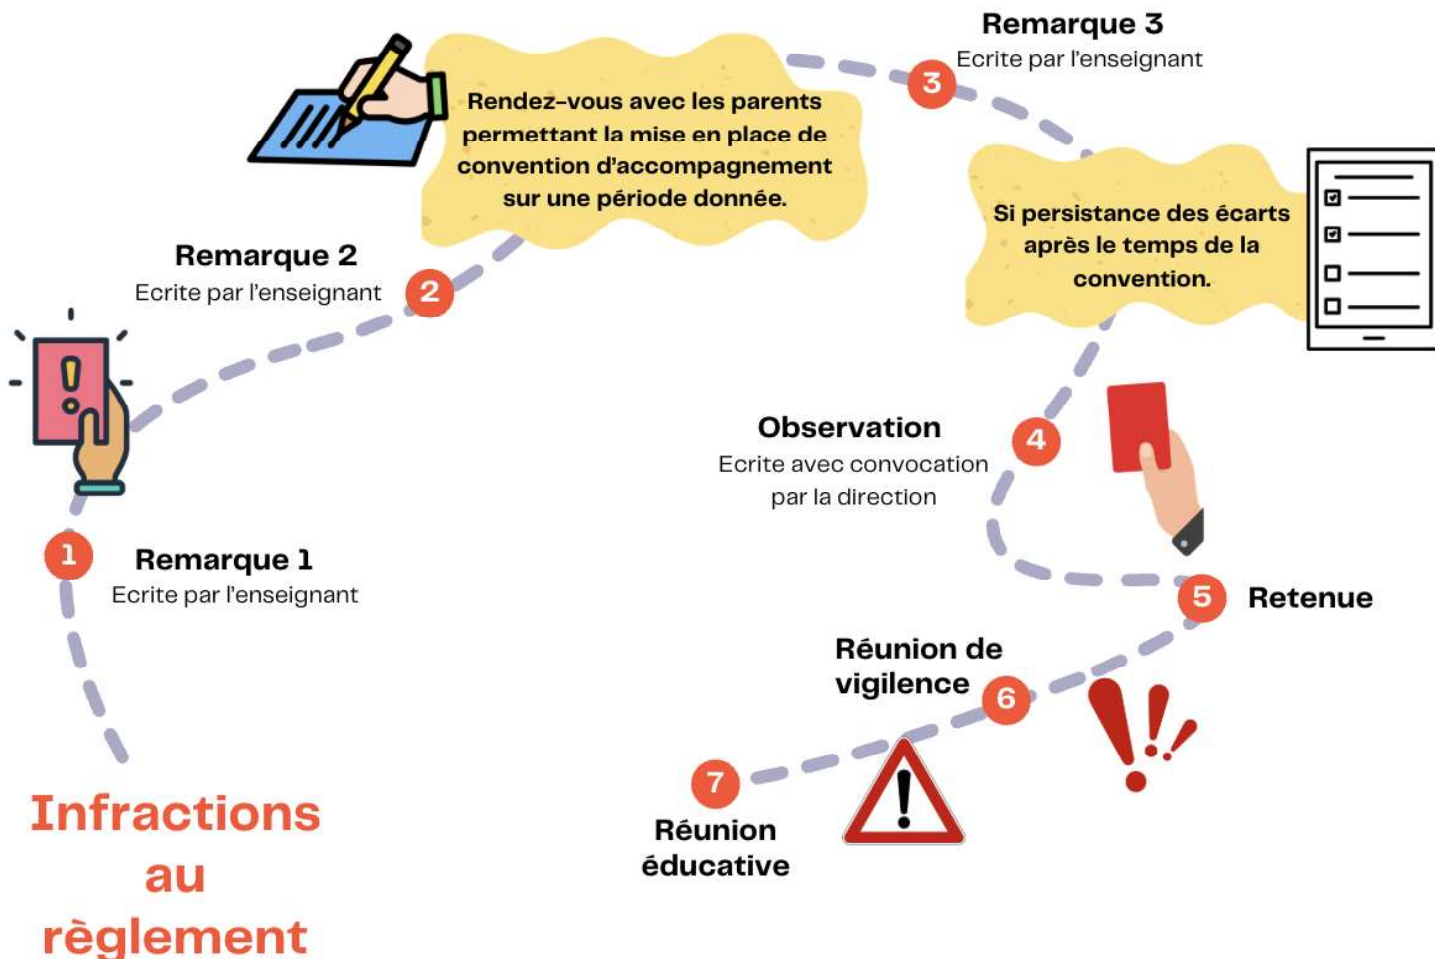 Infractions
au
règlement
1
Remarque 1
Ecrite par l'enseignant
Remarque 2
Ecrite par l'enseignant
2
Rendez-vous avec les parents
permettant la mise en place de
convention d'accompagnement
sur une période donnée.
Remarque 3
Ecrite par l'enseignant
3
Si persistance des écarts
après le temps de la
convention.
Observation
Ecrite avec convocation
par la direction
4
5
Retenue
Réunion de
vigilence
6
7
Réunion
éducative